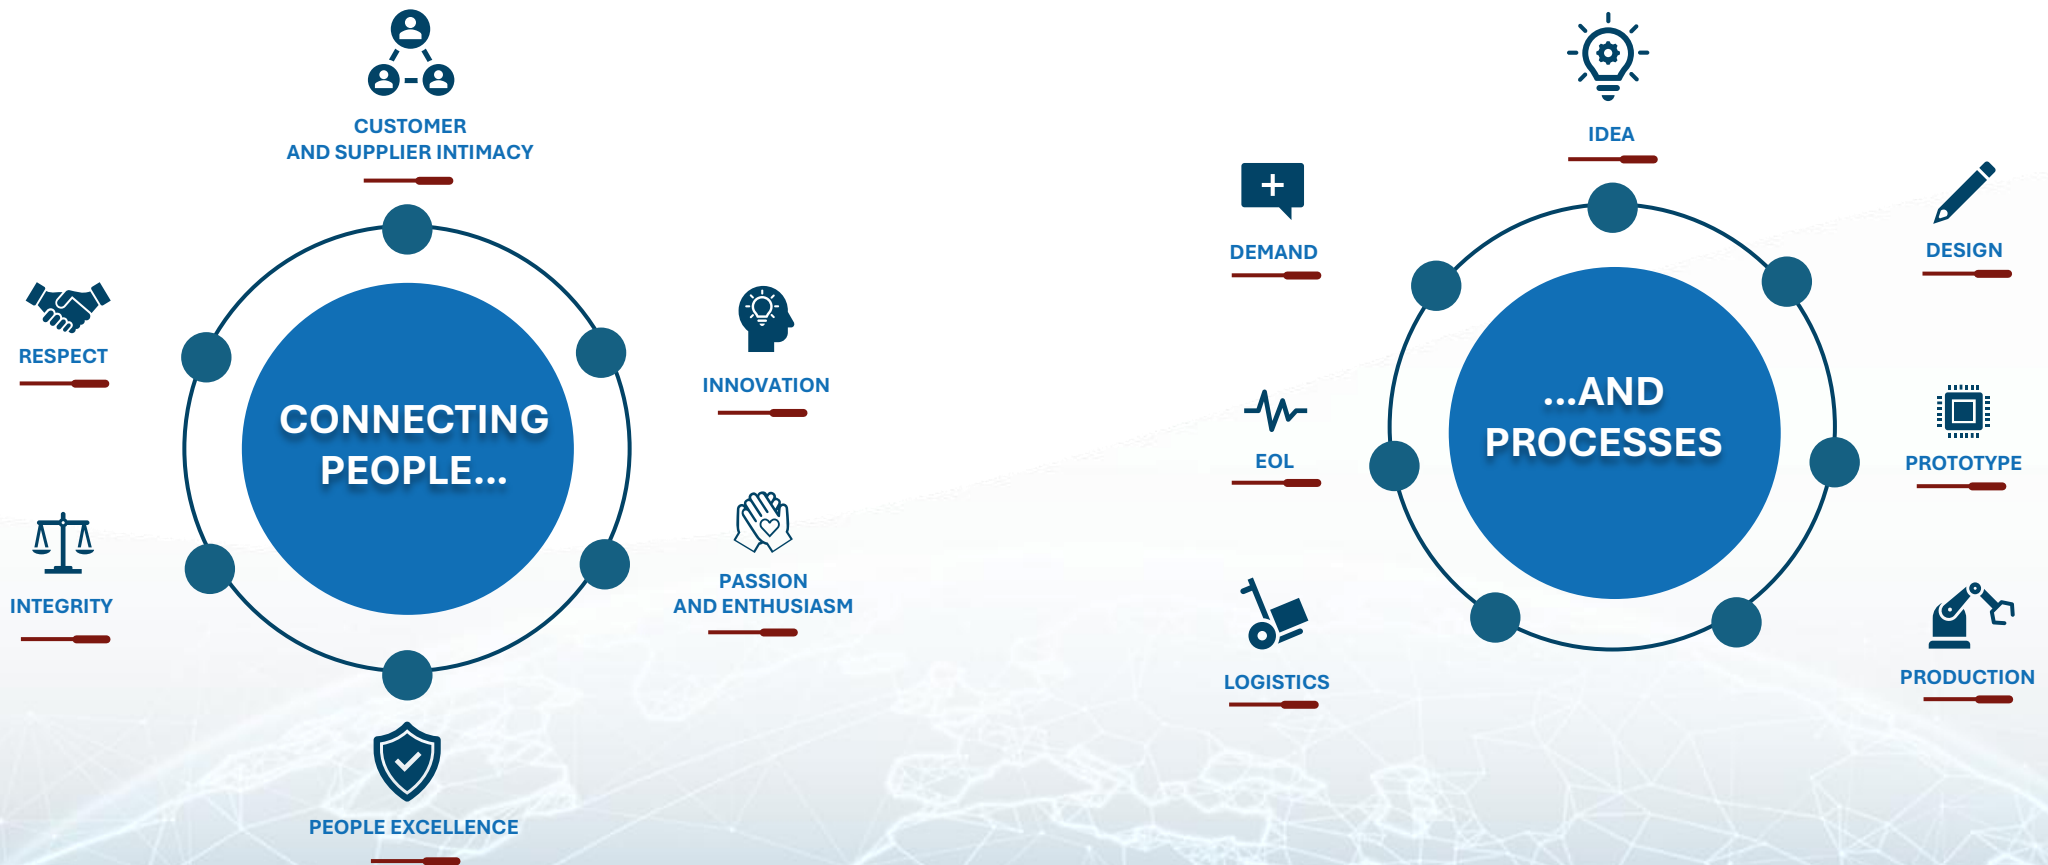 CUSTOMER
AND SUPPLIER INTIMACY
RESPECT
INNOVATION
CONNECTING
PEOPLE...
INTEGRITY
PASSION
AND ENTHUSIASM
PEOPLE EXCELLENCE
IDEA
DEMAND
DESIGN
...AND
PROCESSES
EOL
PROTOTYPE
LOGISTICS
PRODUCTION